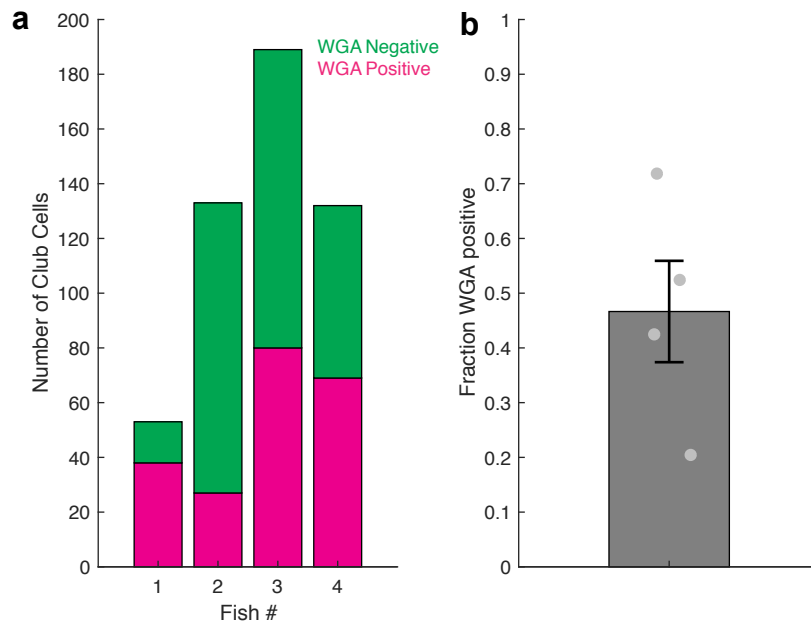 a
200
180
160
140
120
100
80
60
40
20
0
Number of Club Cells
WGA Negative
WGA Positive
1 2 3 4
Fish #
b
1
0.9
0.8
0.7
0.6
0.5
0.4
0.3
0.2
0.1
0
Fraction WGA positive